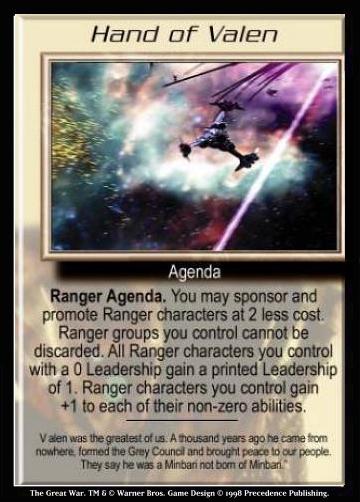 Hand of Valen
Agenda
Ranger Agenda. You may sponsor and
promote Ranger characters at 2 less cost.
Ranger groups you control cannot be
discarded. All Ranger characters you control
with a 0 Leadership gain a printed Leadership
of 1. Ranger characters you control gain
+1 to each of their non-zero abilities.
V alen was the greatest of us. A thousand years ago he came from
nowhere, formed the Grey Council and brought peace to our people.
They say he was a Minbari not born of Minbari."
The Great War. TM & © Warner Bros. Game Design © 1998 Precedence Publishing.